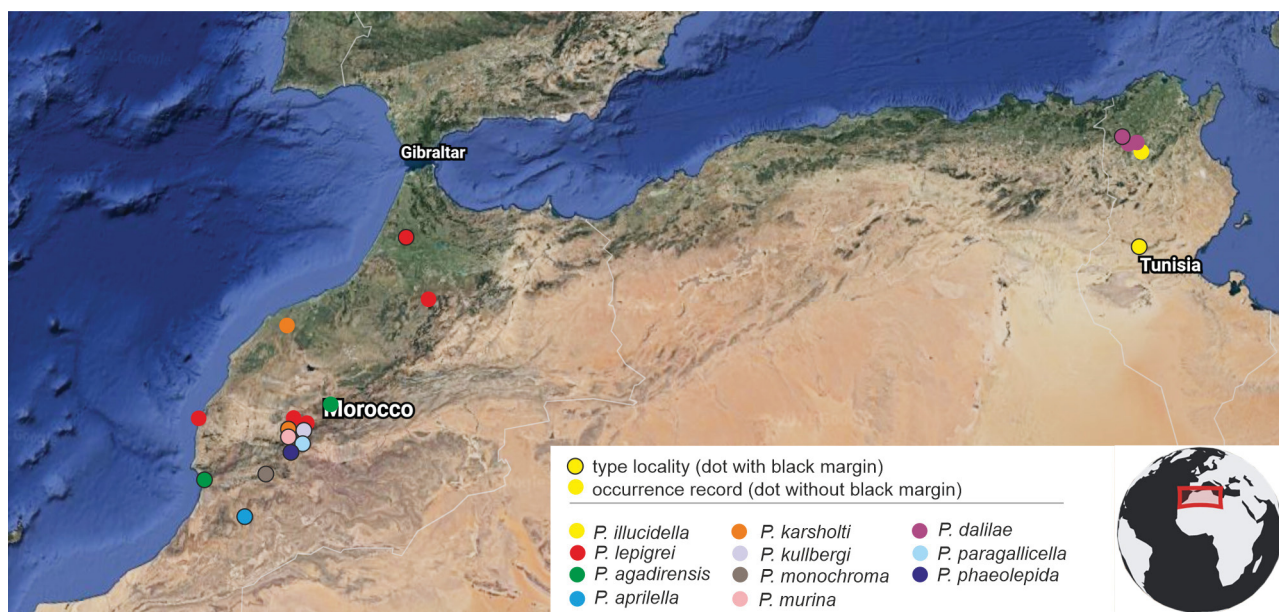 Gibraltar
Tunisia
Morocco
type locality (dot with black margin)
occurrence record (dot without black margin)
P. illucidella
P. lepigrei
P. agadirensis
P. aprilella
P. karsholti
P. kullbergi
P. monochroma
P. murina
P. dalilae
P. paragallicella
P. phaeolepida